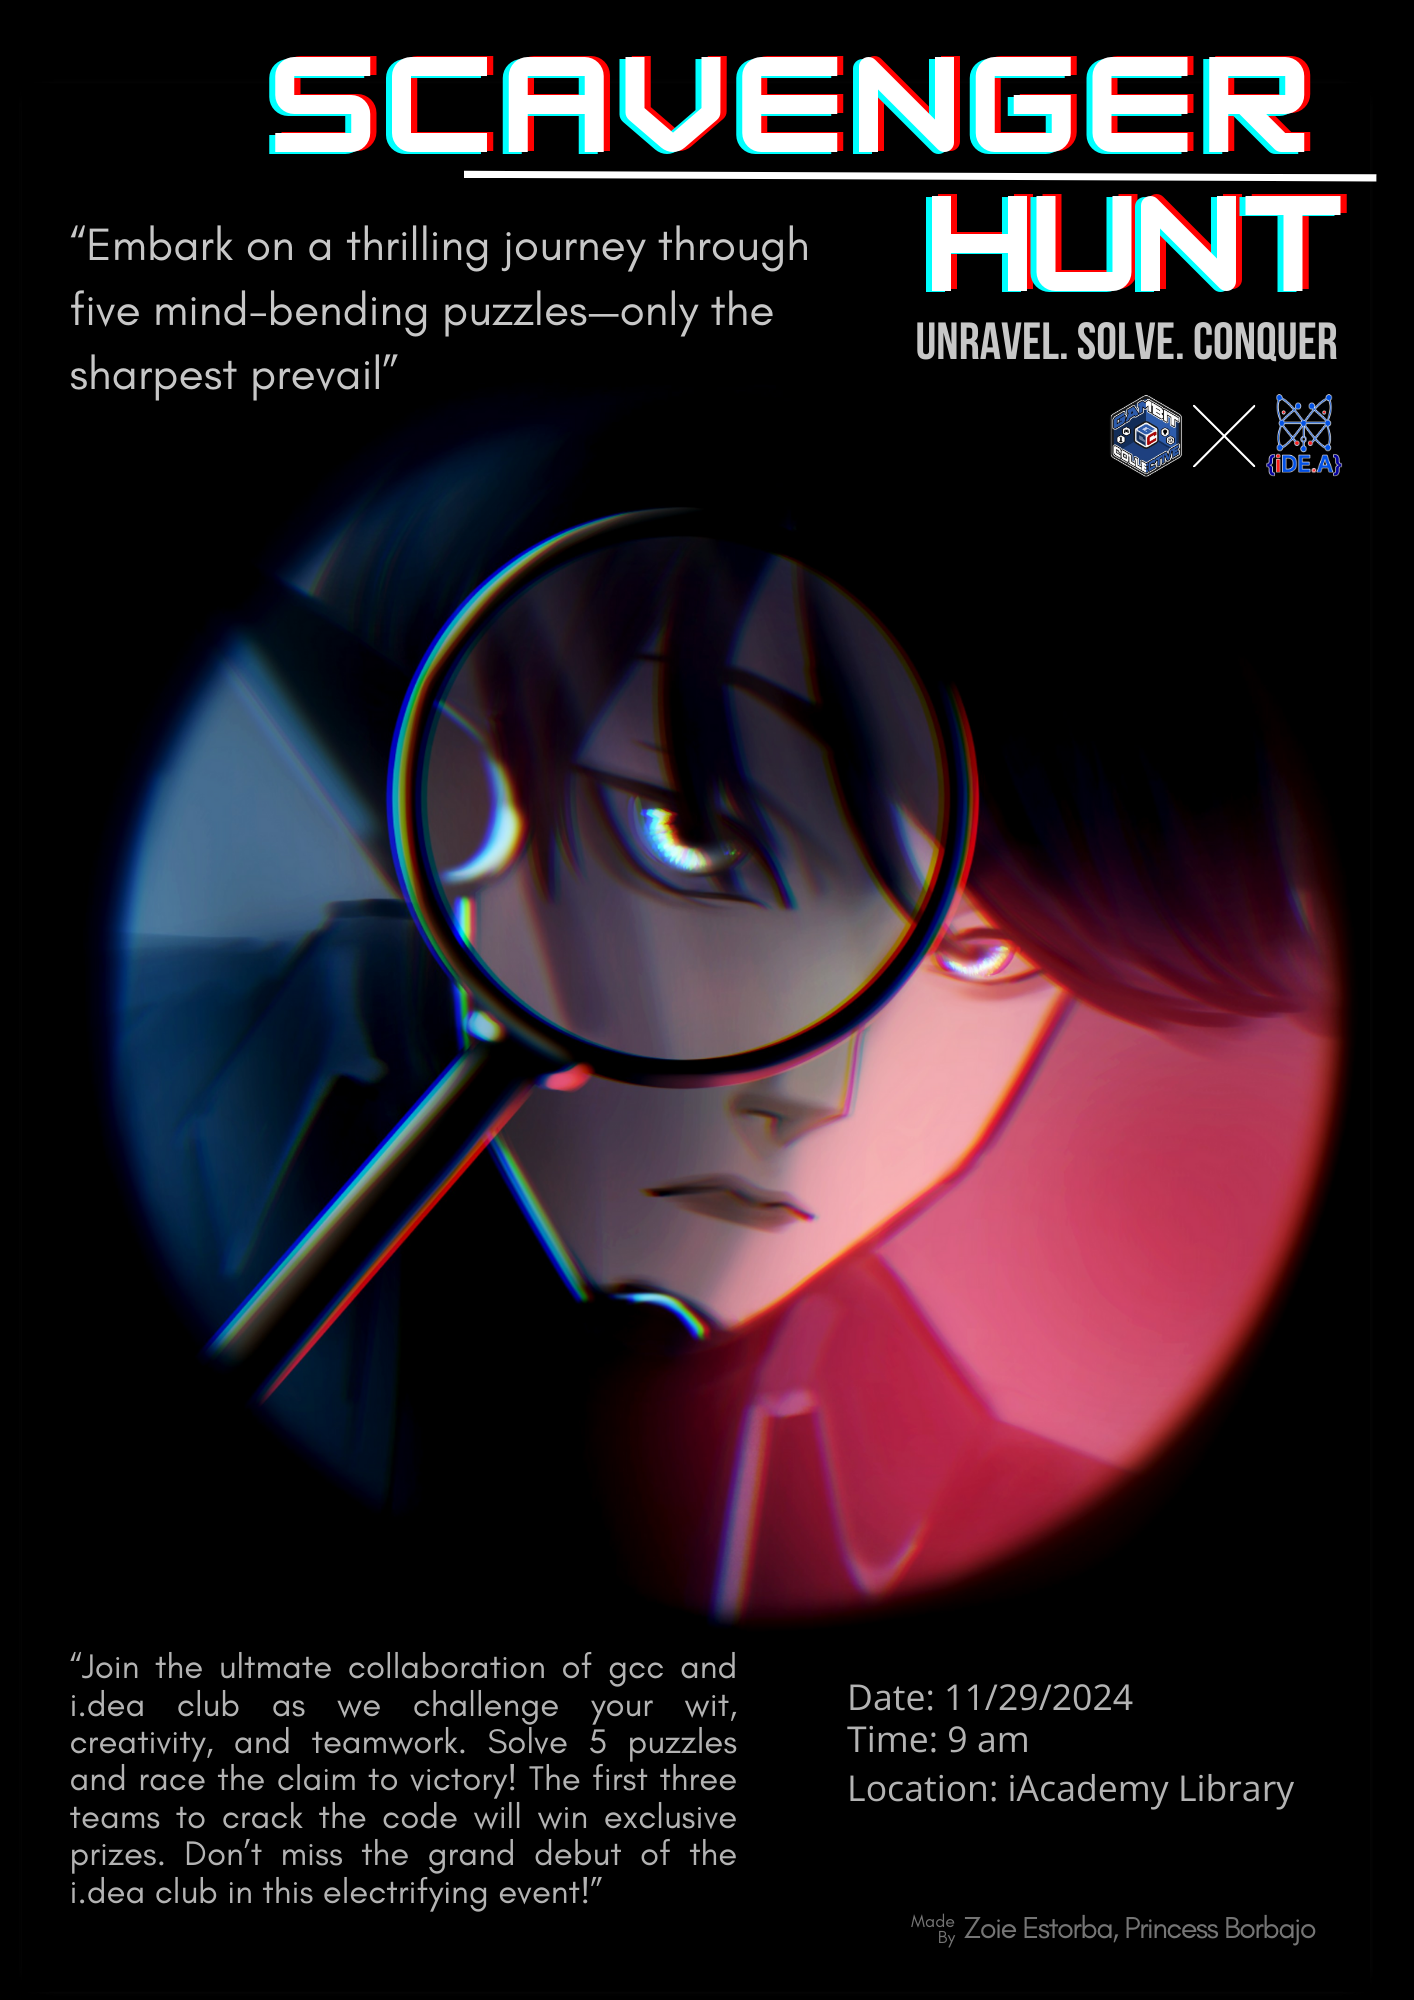 SCAVENGER
HUNT
“Embark on a thrilling journey through
five mind-bending puzzles—only the
sharpest prevail”
UNRAVEL. SOLVE. CONQUER
GAMBIT
COLLECTIVE
{iDE.A}
“Join the ultmate collaboration of gcc and
i.dea club as we challenge your wit,
creativity, and teamwork. Solve 5 puzzles
and race the claim to victory! The first three
teams to crack the code will win exclusive
prizes. Don’t miss the grand debut of the
i.dea club in this electrifying event!”
Date: 11/29/2024
Time: 9 am
Location: iAcademy Library
Made
By Zoie Estorba, Princess Borbajo